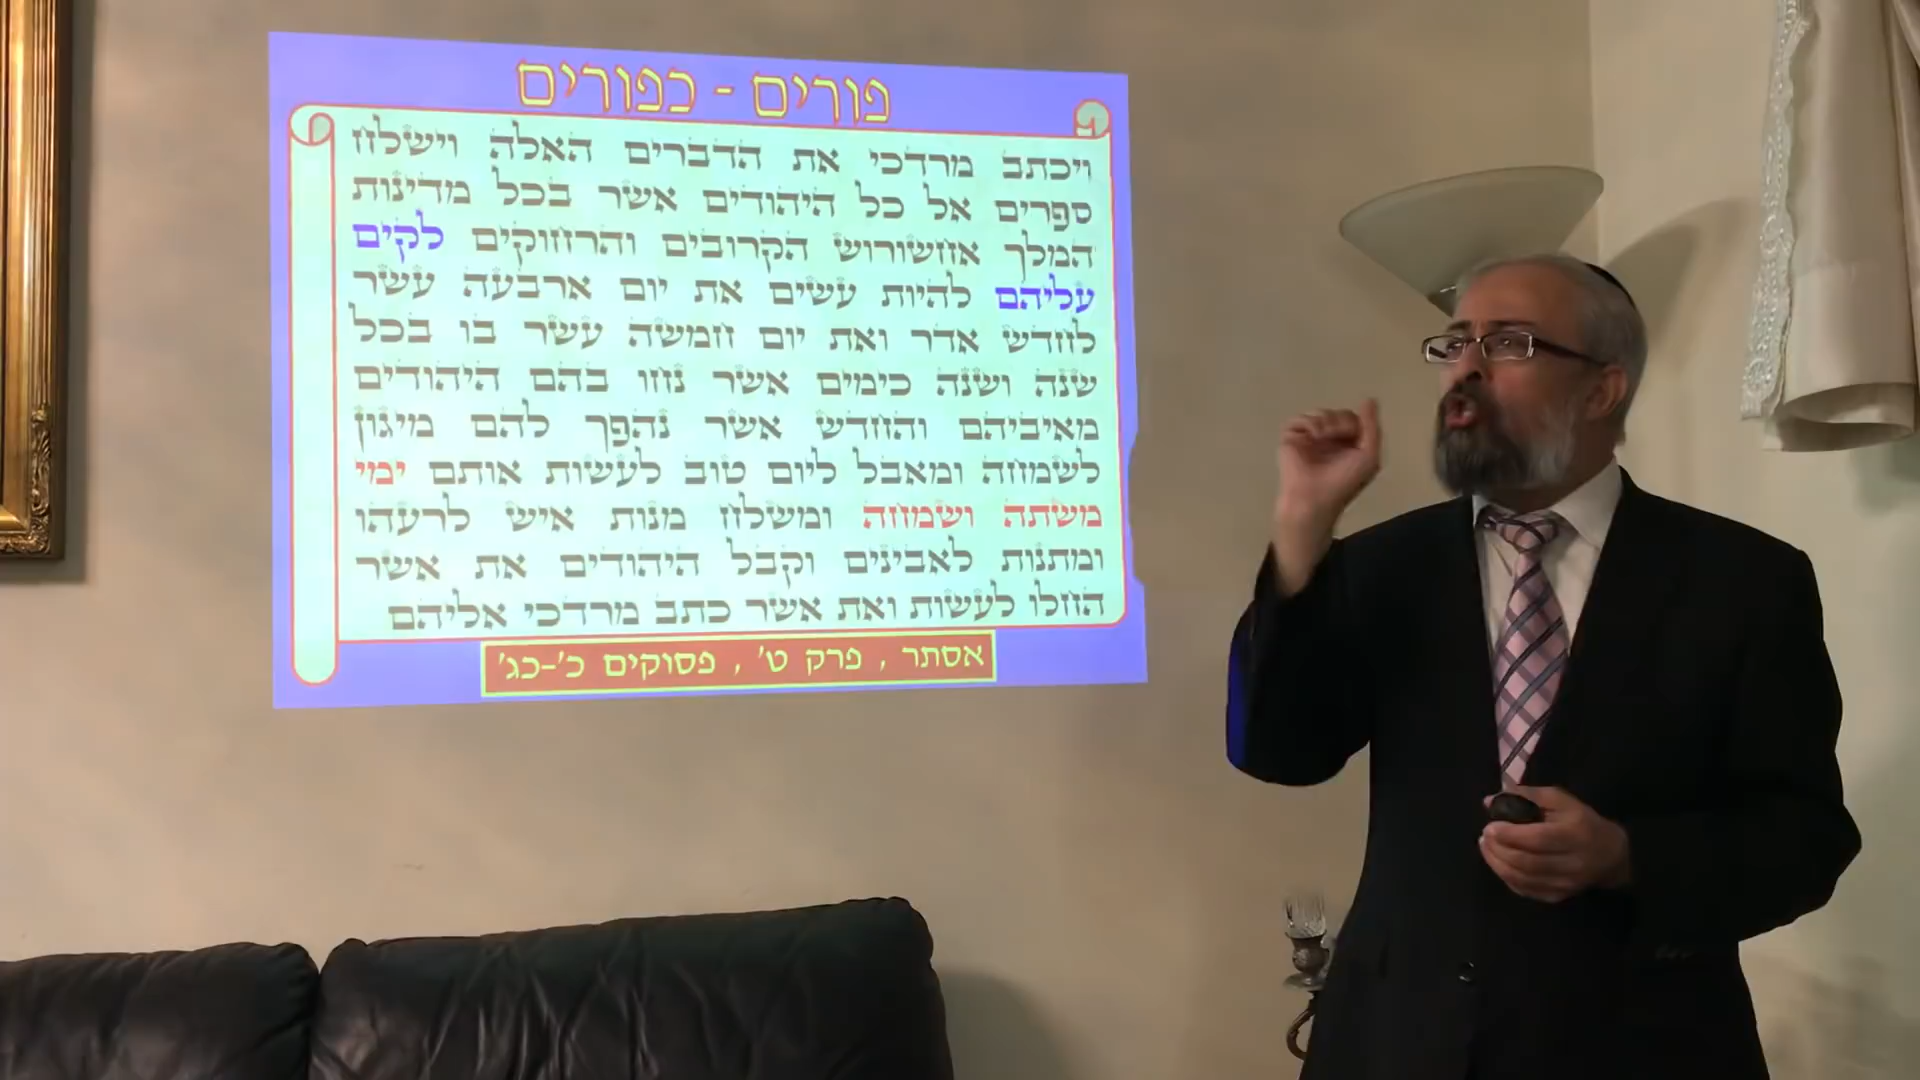 פורים - כפורים
ויכתב מרדכי את הדברים האלה וישלח
ספרים אל כל היהודים אשר בכל מדינות
המלך אחשורוש הקרובים והרחוקים לקים
עליהם להיות עשים את יום ארבעה עשר
לחדש אדר ואת יום חמשה עשר בו בכל
שנה ושנה כימים אשר נחו בהם היהודים
מאיביהם והחדש אשר נהפך להם מיגון
לשמחה ומאבל ליום טוב לעשות אותם ימי
משתה ושמחה ומשלח מנות איש לרעהו
ומתנות לאבינים וקבל היהודים את אשר
החלו לעשות ואת אשר כתב מרדכי אליהם
אסתר , פרק ט' , פסוקים כ'-כג'